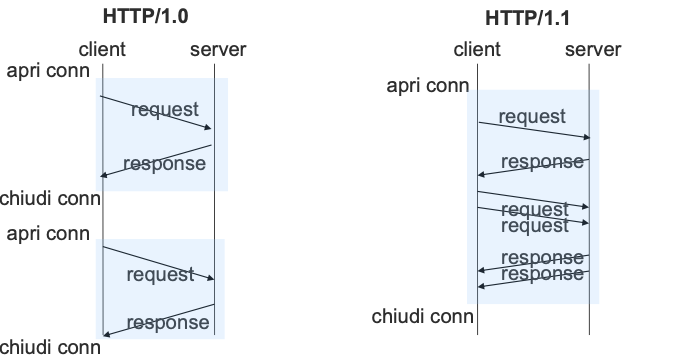 HTTP/1.0
client server
apri conn
request
response
chiudi conn
apri conn
request
response
chiudi conn
HTTP/1.1
client server
apri conn
request
response
request
request
response
response
chiudi conn